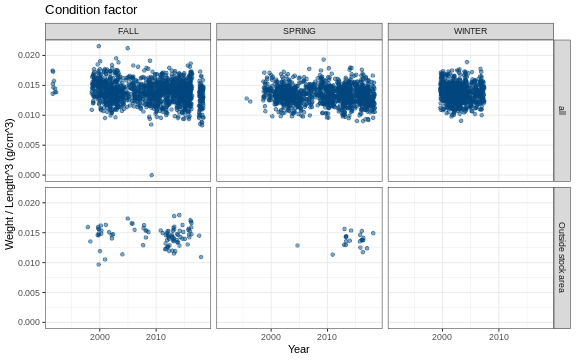 Condition factor
FALL
SPRING
WINTER
0.020
0.015
0.010
0.005
0.000
all
0.020
0.015
0.010
0.005
0.000
Outside stock area
Weight / Length^3 (g/cm^3)
2000
2010
2000
2010
2000
2010
Year